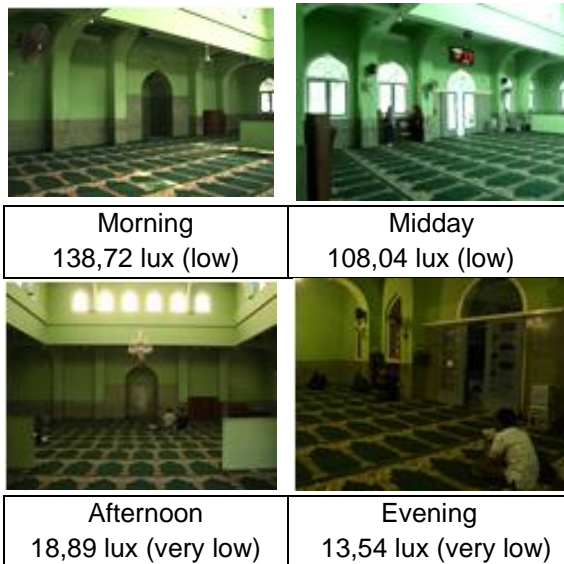 Morning
138,72 lux (low)
Midday
108,04 lux (low)
Afternoon
18,89 lux (very low)
Evening
13,54 lux (very low)